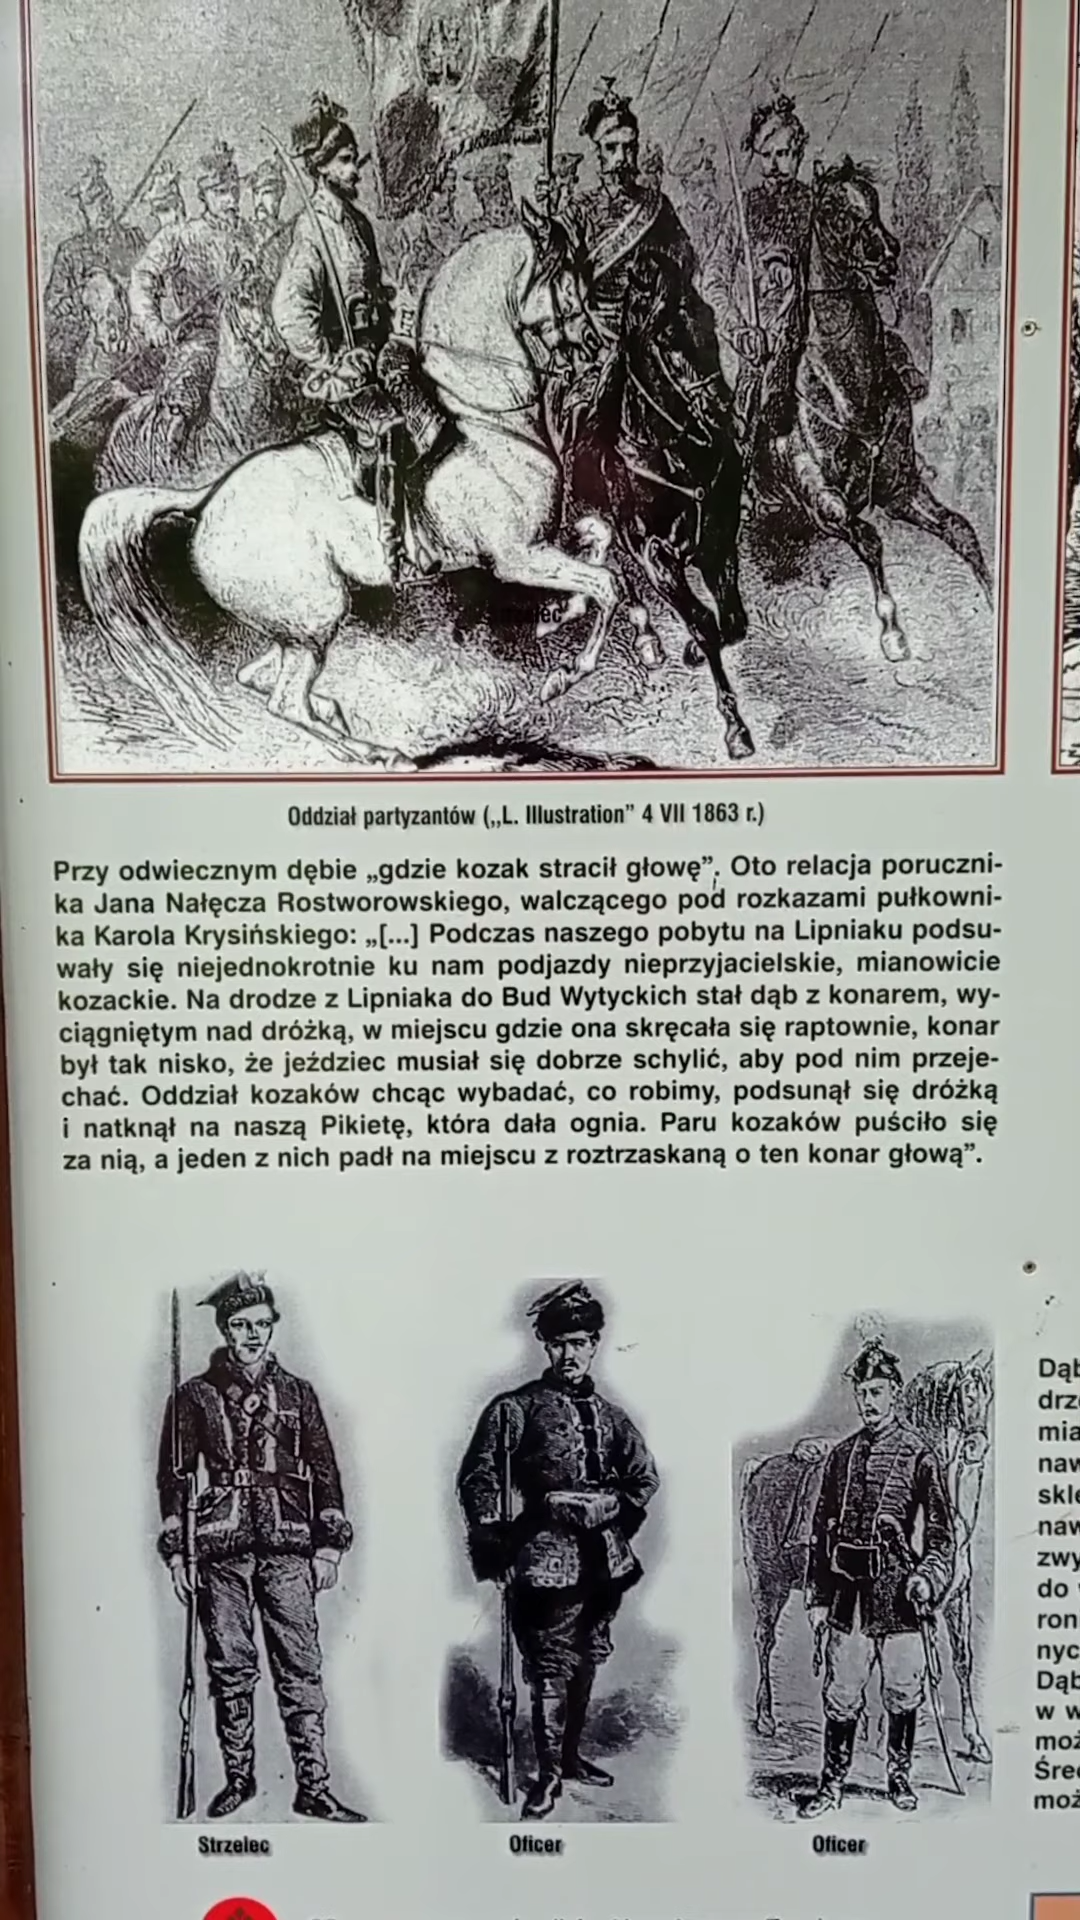 Oddział partyzantów („L. Illustration” 4 VII 1863 r.)
Przy odwiecznym dębie „gdzie kozak stracił głowę”. Oto relacja poruczni-
ka Jana Nałęcza Rostworowskiego, walczącego pod rozkazami pułkowni-
ka Karola Krysińskiego: „[...] Podczas naszego pobytu na Lipniaku podsu-
wały się niejednokrotnie ku nam podjazdy nieprzyjacielskie, mianowicie
kozackie. Na drodze z Lipniaka do Bud Wytyckich stał dąb z konarem, wy-
ciągniętym nad dróżką, w miejscu gdzie ona skręcała się raptownie, konar
był tak nisko, że jeździec musiał się dobrze schylić, aby pod nim przeje-
chać. Oddział kozaków chcąc wybadać, co robimy, podsunął się dróżką
i natknął na naszą Pikietę, która dała ognia. Paru kozaków puściło się
za nią, a jeden z nich padł na miejscu z roztrzaskaną o ten konar głową”.
Strzelec
Oficer
Oficer
Dąb
mia
naw
skle
naw
zwy
do
ron
nyc
Dąb
w w
moż
Śred
moż